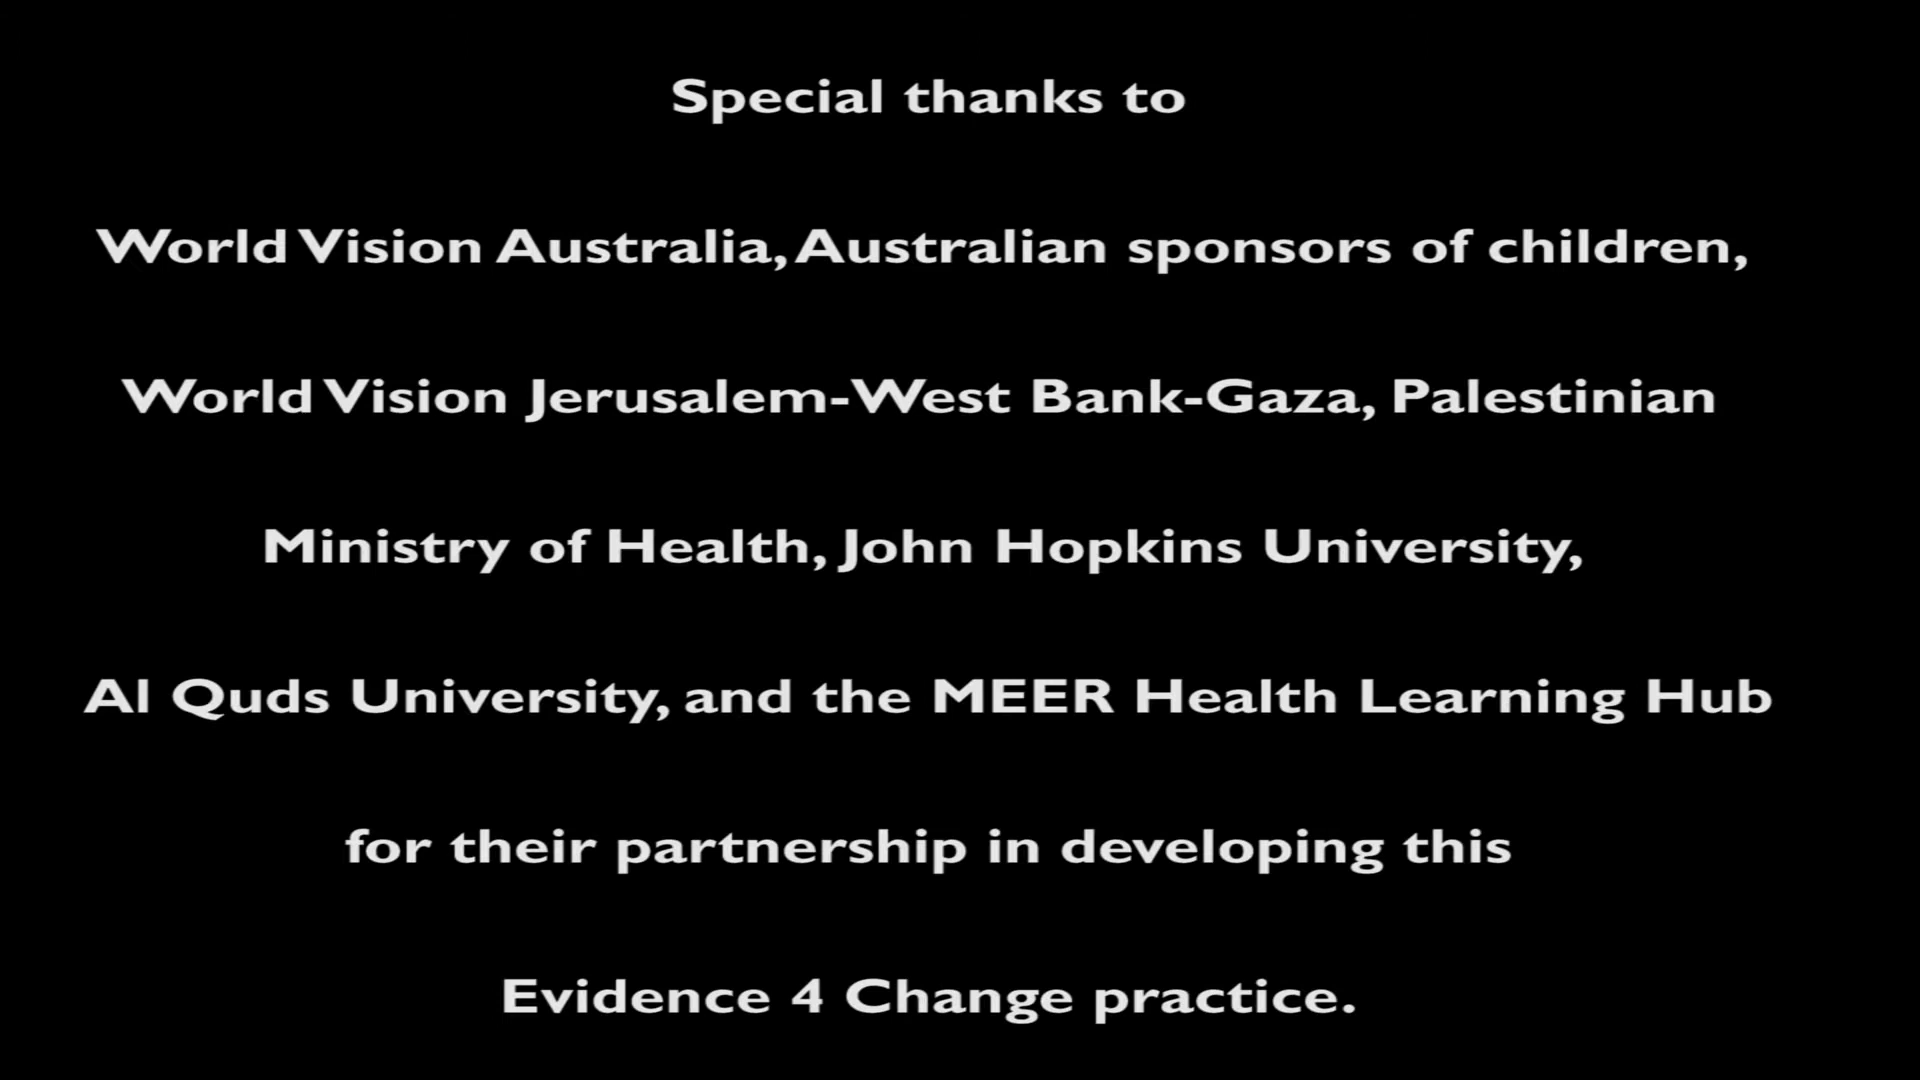 Special thanks to
World Vision Australia, Australian sponsors of children,
World Vision Jerusalem-West Bank-Gaza, Palestinian
Ministry of Health, John Hopkins University,
Al Quds University, and the MEER Health Learning Hub
for their partnership in developing this
Evidence 4 Change practice.